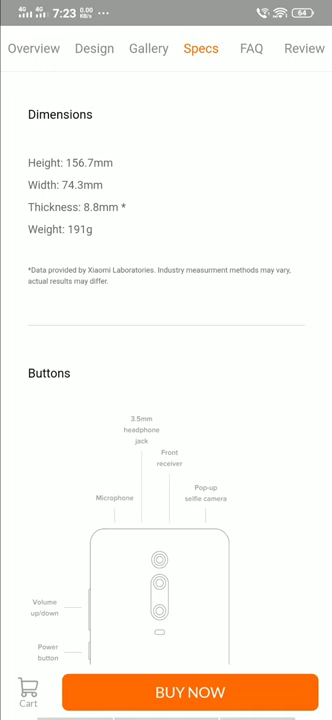 4G 4G 7:23 0.00 KB/s ... 64
Overview Design Gallery Specs FAQ Review
Dimensions
Height: 156.7mm
Width: 74.3mm
Thickness: 8.8mm *
Weight: 191g
*Data provided by Xiaomi Laboratories. Industry measurment methods may vary,
actual results may differ.
Buttons
3.5mm
headphone
jack
Front
receiver
Microphone
Pop-up
selfie camera
Volume
up/down
Power
button
Cart
BUY NOW